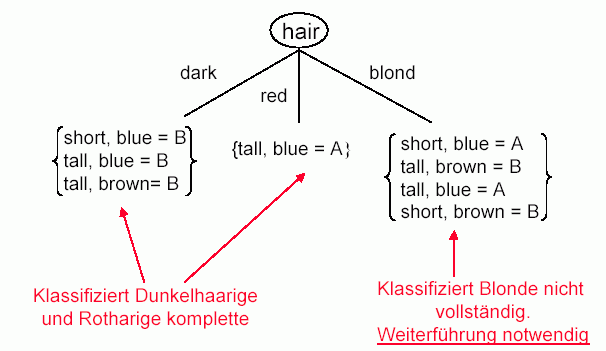 hair
dark
red
blond
short, blue = B
tall, blue = B
tall, brown= B
{tall, blue = A}
short, blue = A
tall, brown = B
tall, blue = A
short, brown = B
Klassifiziert Dunkelhaarige
und Rotharige komplette
Klassifiziert Blonde nicht
vollständig.
Weiterführung notwendig